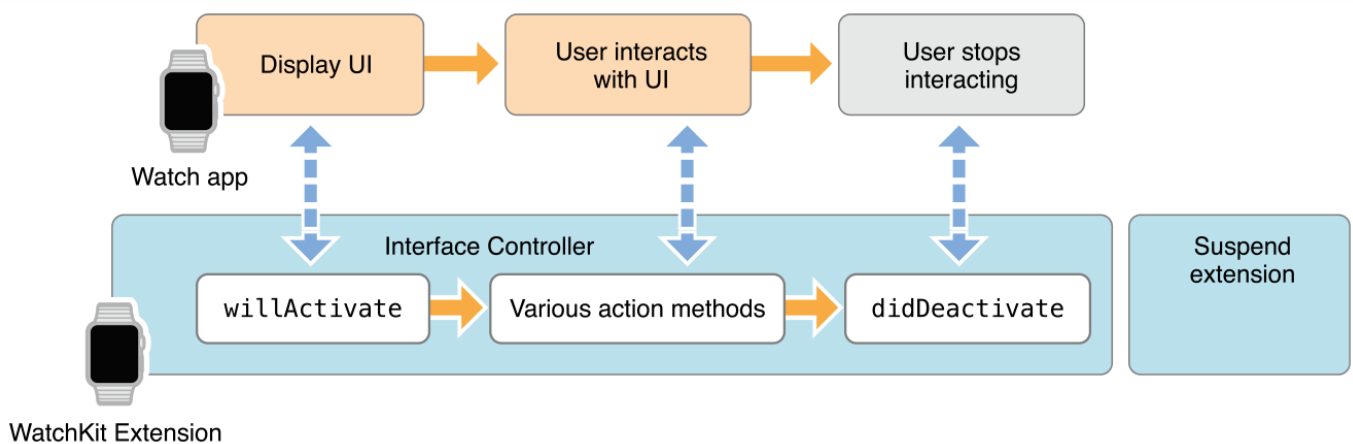 Display UI
User interacts
with UI
User stops
interacting
Watch app
Interface Controller
Suspend
extension
willActivate
Various action methods
didDeactivate
WatchKit Extension